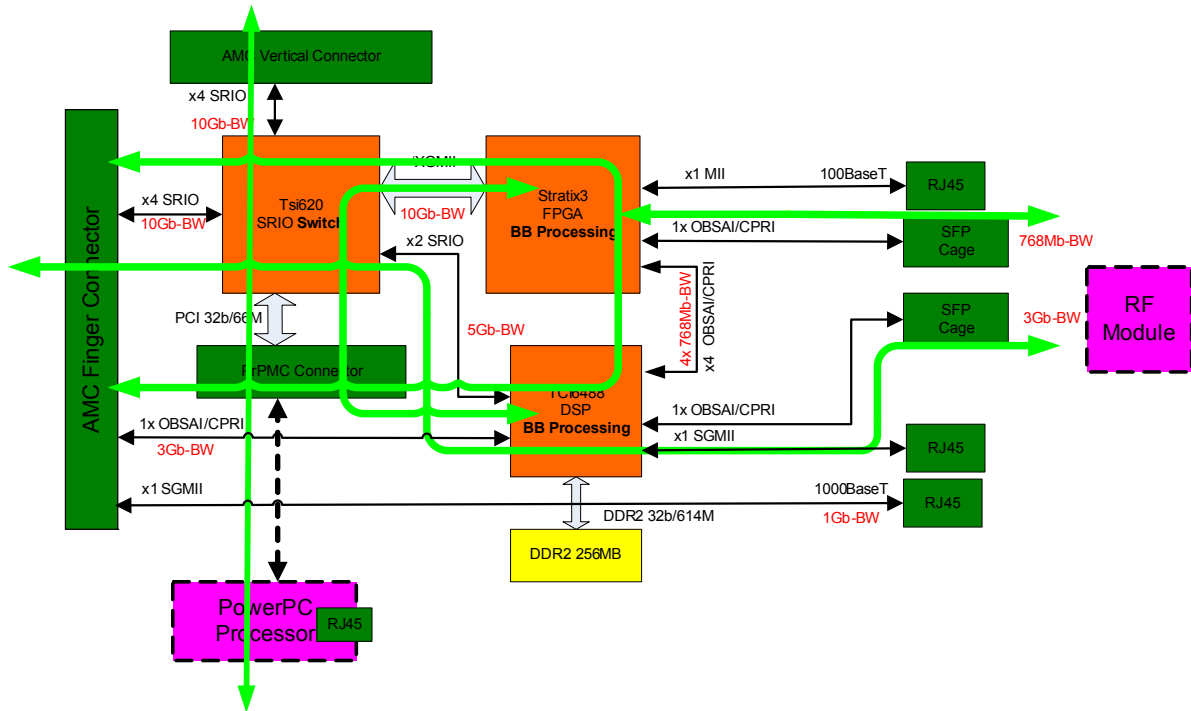 AMC Vertical Connector
x4 SRIO
10Gb-BW
AMC Finger Connector
x4 SRIO
10Gb-BW
Tsi620
SRIO Switch
XGMII
10Gb-BW
x2 SRIO
5Gb-BW
Stratix3
FPGA
BB Processing
x1 MII
100BaseT
RJ45
1x OBSAI/CPRI
SFP
Cage
768Mb-BW
4x 768Mb-BW
x4 OBSAI/CPRI
SFP
Cage
3Gb-BW
RF
Module
PCI 32b/66M
PrPMC Connector
TCI6488
DSP
BB Processing
1x OBSAI/CPRI
3Gb-BW
1x OBSAI/CPRI
x1 SGMII
RJ45
x1 SGMII
1000BaseT
1Gb-BW
RJ45
DDR2 32b/614M
DDR2 256MB
PowerPC
Processor
RJ45